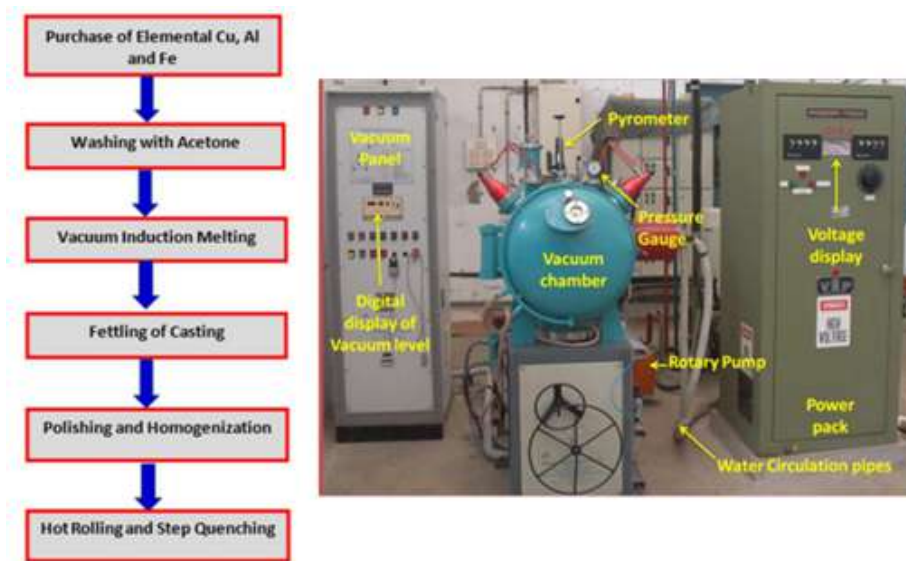 Purchase of Elemental Cu, Al
and Fe
Washing with Acetone
Vacuum Induction Melting
Fettling of Casting
Polishing and Homogenization
Hot Rolling and Step Quenching
Vacuum
Panel
Digital
display of
Vacuum level
Pyrometer
Pressure
Gauge
Vacuum
chamber
Rotary Pump
Water Circulation pipes
Voltage
display
VIP
DANGER
HIGH
VOLTAGE
Power
pack